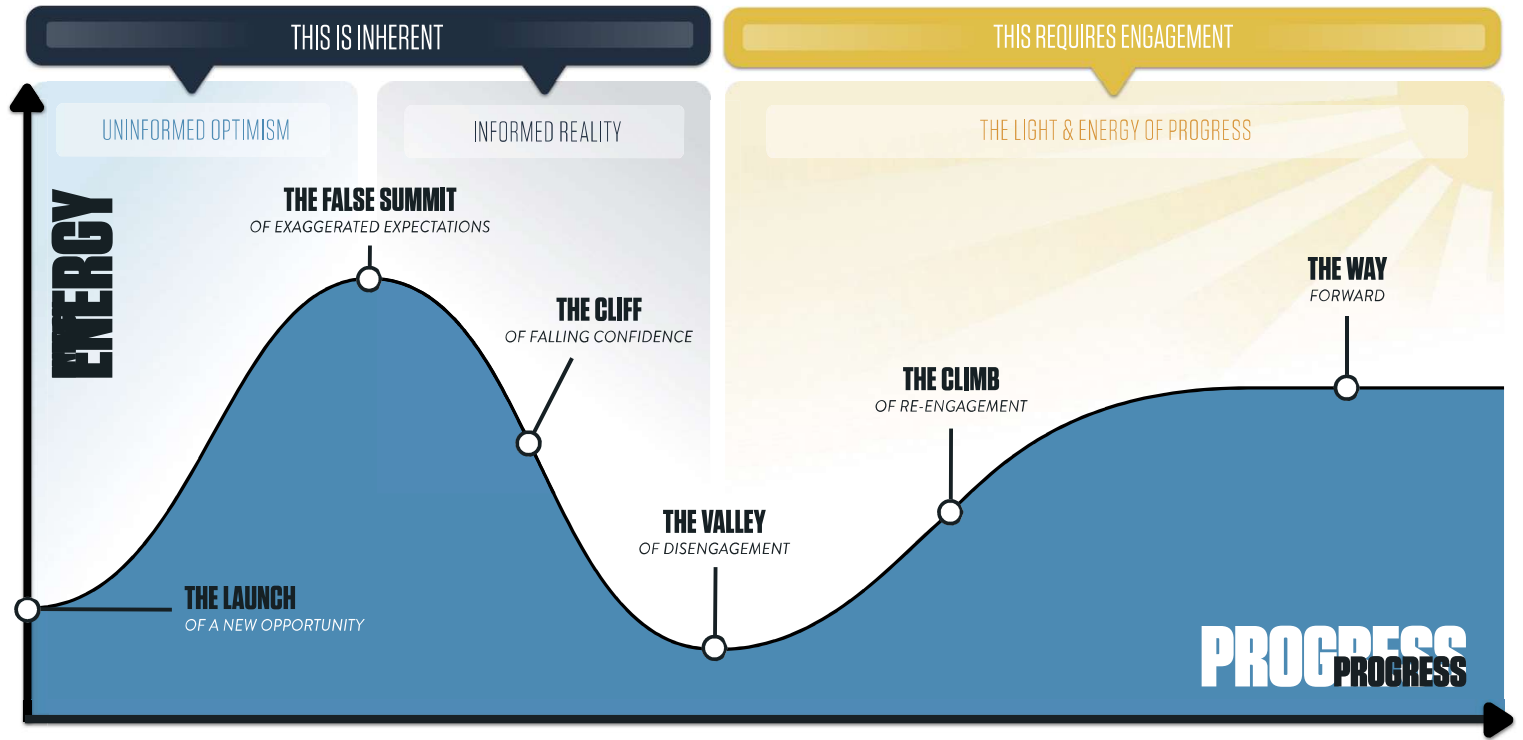 THIS IS INHERENT
THIS REQUIRES ENGAGEMENT
UNINFORMED OPTIMISM
INFORMED REALITY
THE LIGHT & ENERGY OF PROGRESS
ENERGY
THE FALSE SUMMIT
OF EXAGGERATED EXPECTATIONS
THE CLIFF
OF FALLING CONFIDENCE
THE WAY
FORWARD
THE CLIMB
OF RE-ENGAGEMENT
THE VALLEY
OF DISENGAGEMENT
THE LAUNCH
OF A NEW OPPORTUNITY
PROGRESS
PROGRESS